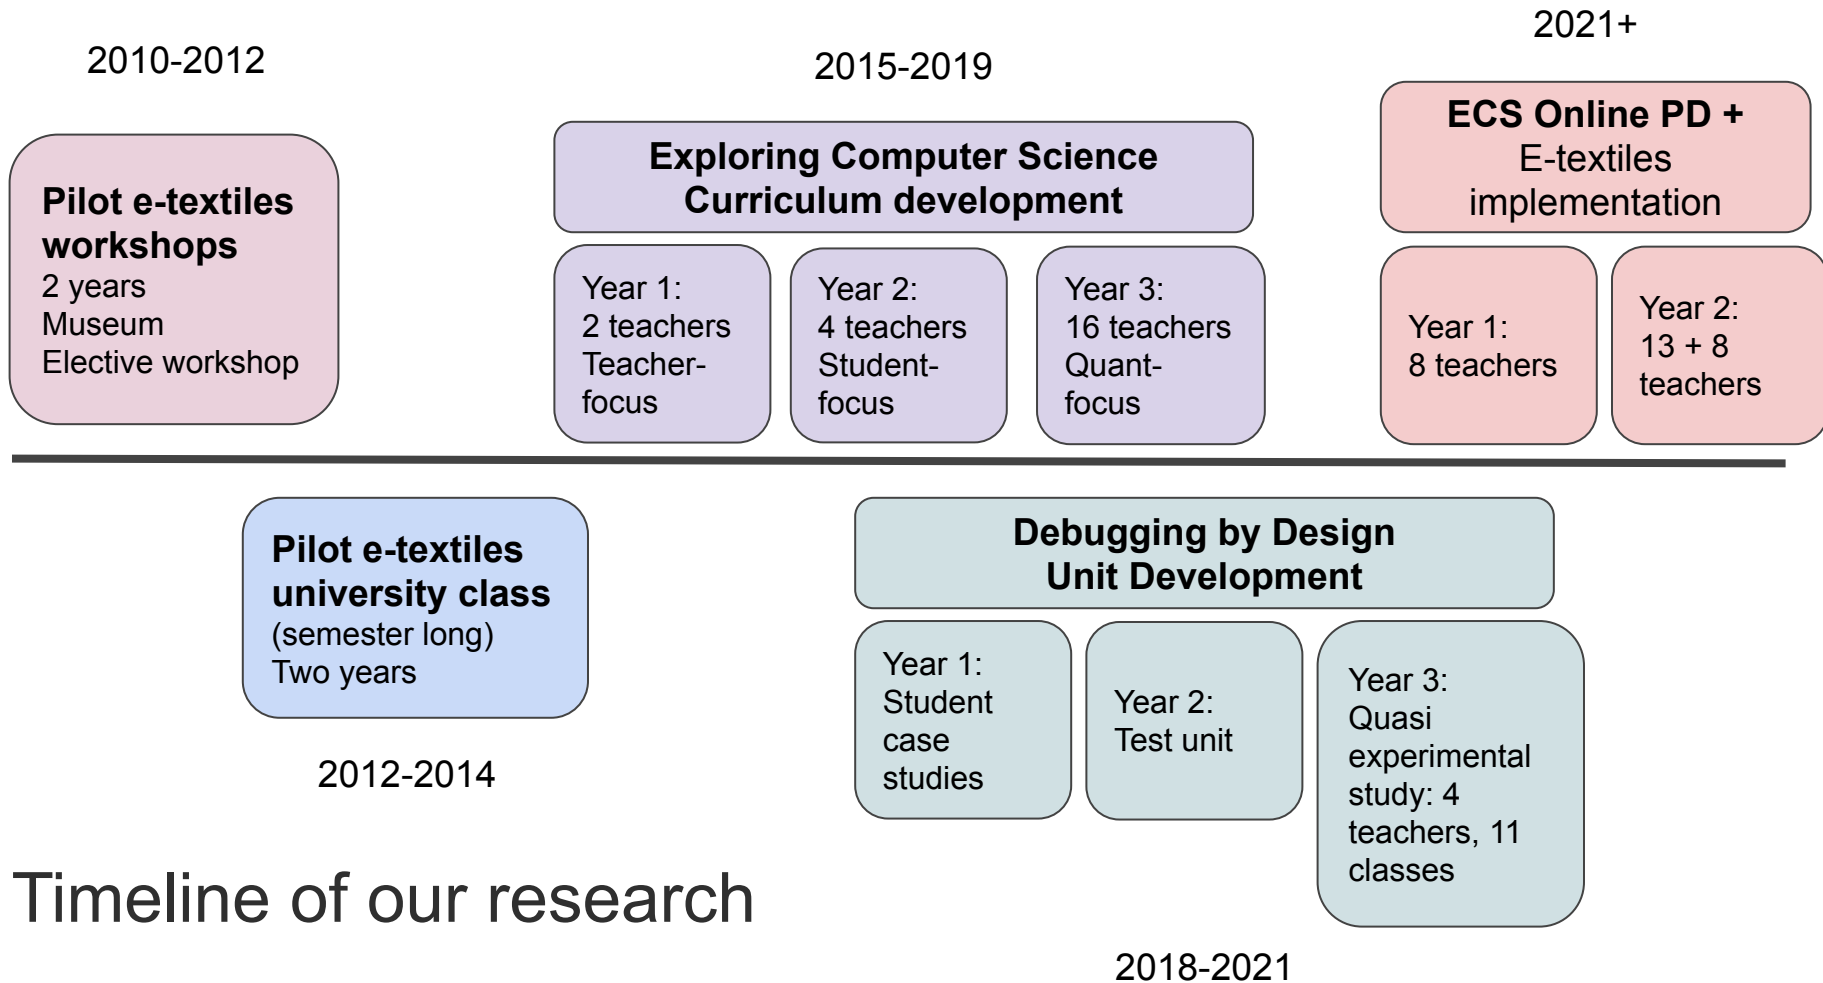 2010-2012
Pilot e-textiles
workshops
2 years
Museum
Elective workshop
2015-2019
Exploring Computer Science
Curriculum development
Year 1:
2 teachers
Teacher-
focus
Year 2:
4 teachers
Student-
focus
Year 3:
16 teachers
Quant-
focus
2021+
ECS Online PD +
E-textiles
implementation
Year 1:
8 teachers
Year 2:
13 + 8
teachers
Pilot e-textiles
university class
(semester long)
Two years
2012-2014
Debugging by Design
Unit Development
Year 1:
Student
case
studies
Year 2:
Test unit
Year 3:
Quasi
experimental
study: 4
teachers, 11
classes
2018-2021
Timeline of our research